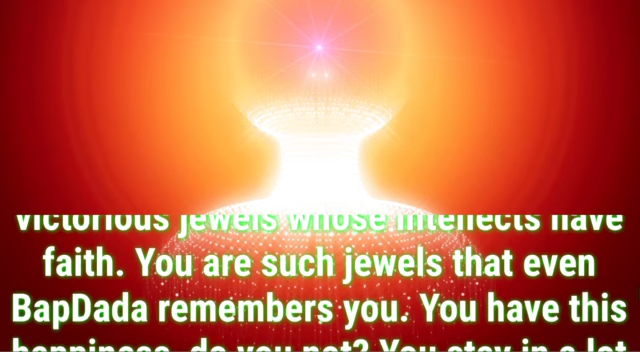 victorious jewels whose intellects have
faith. You are such jewels that even
BapDada remembers you. You have this
happiness, do you not? You stay in a lot